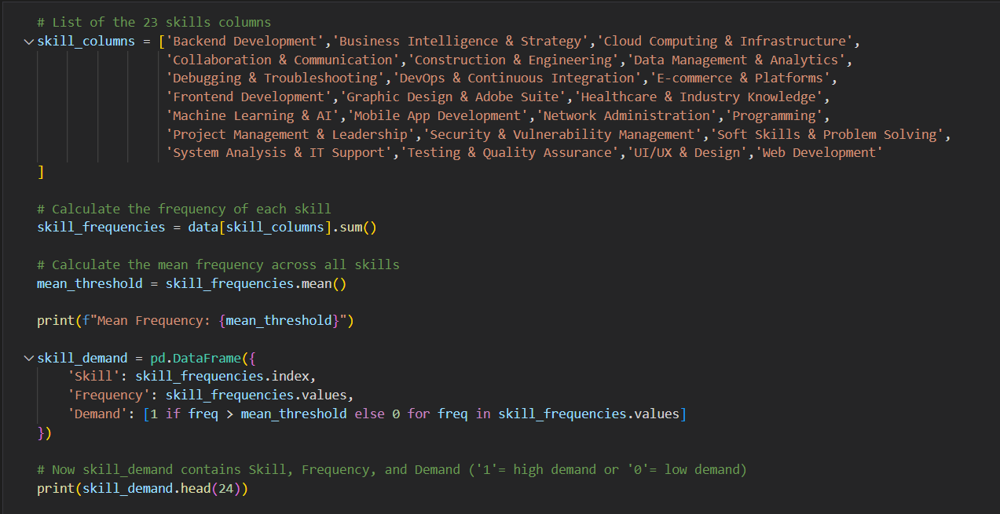 # List of the 23 skills columns
skill_columns = ['Backend Development','Business Intelligence & Strategy','Cloud Computing & Infrastructure',
'Collaboration & Communication','Construction & Engineering','Data Management & Analytics',
'Debugging & Troubleshooting','DevOps & Continuous Integration','E-commerce & Platforms',
'Frontend Development','Graphic Design & Adobe Suite','Healthcare & Industry Knowledge',
'Machine Learning & AI','Mobile App Development','Network Administration','Programming',
'Project Management & Leadership','Security & Vulnerability Management','Soft Skills & Problem Solving',
'System Analysis & IT Support','Testing & Quality Assurance','UI/UX & Design','Web Development'
]
# Calculate the frequency of each skill
skill_frequencies = data[skill_columns].sum()
# Calculate the mean frequency across all skills
mean_threshold = skill_frequencies.mean()
print(f"Mean Frequency: {mean_threshold}")
skill_demand = pd.DataFrame({
'Skill': skill_frequencies.index,
'Frequency': skill_frequencies.values,
'Demand': [1 if freq > mean_threshold else 0 for freq in skill_frequencies.values]
})
# Now skill_demand contains Skill, Frequency, and Demand ('1'= high demand or '0'= low demand)
print(skill_demand.head(24))